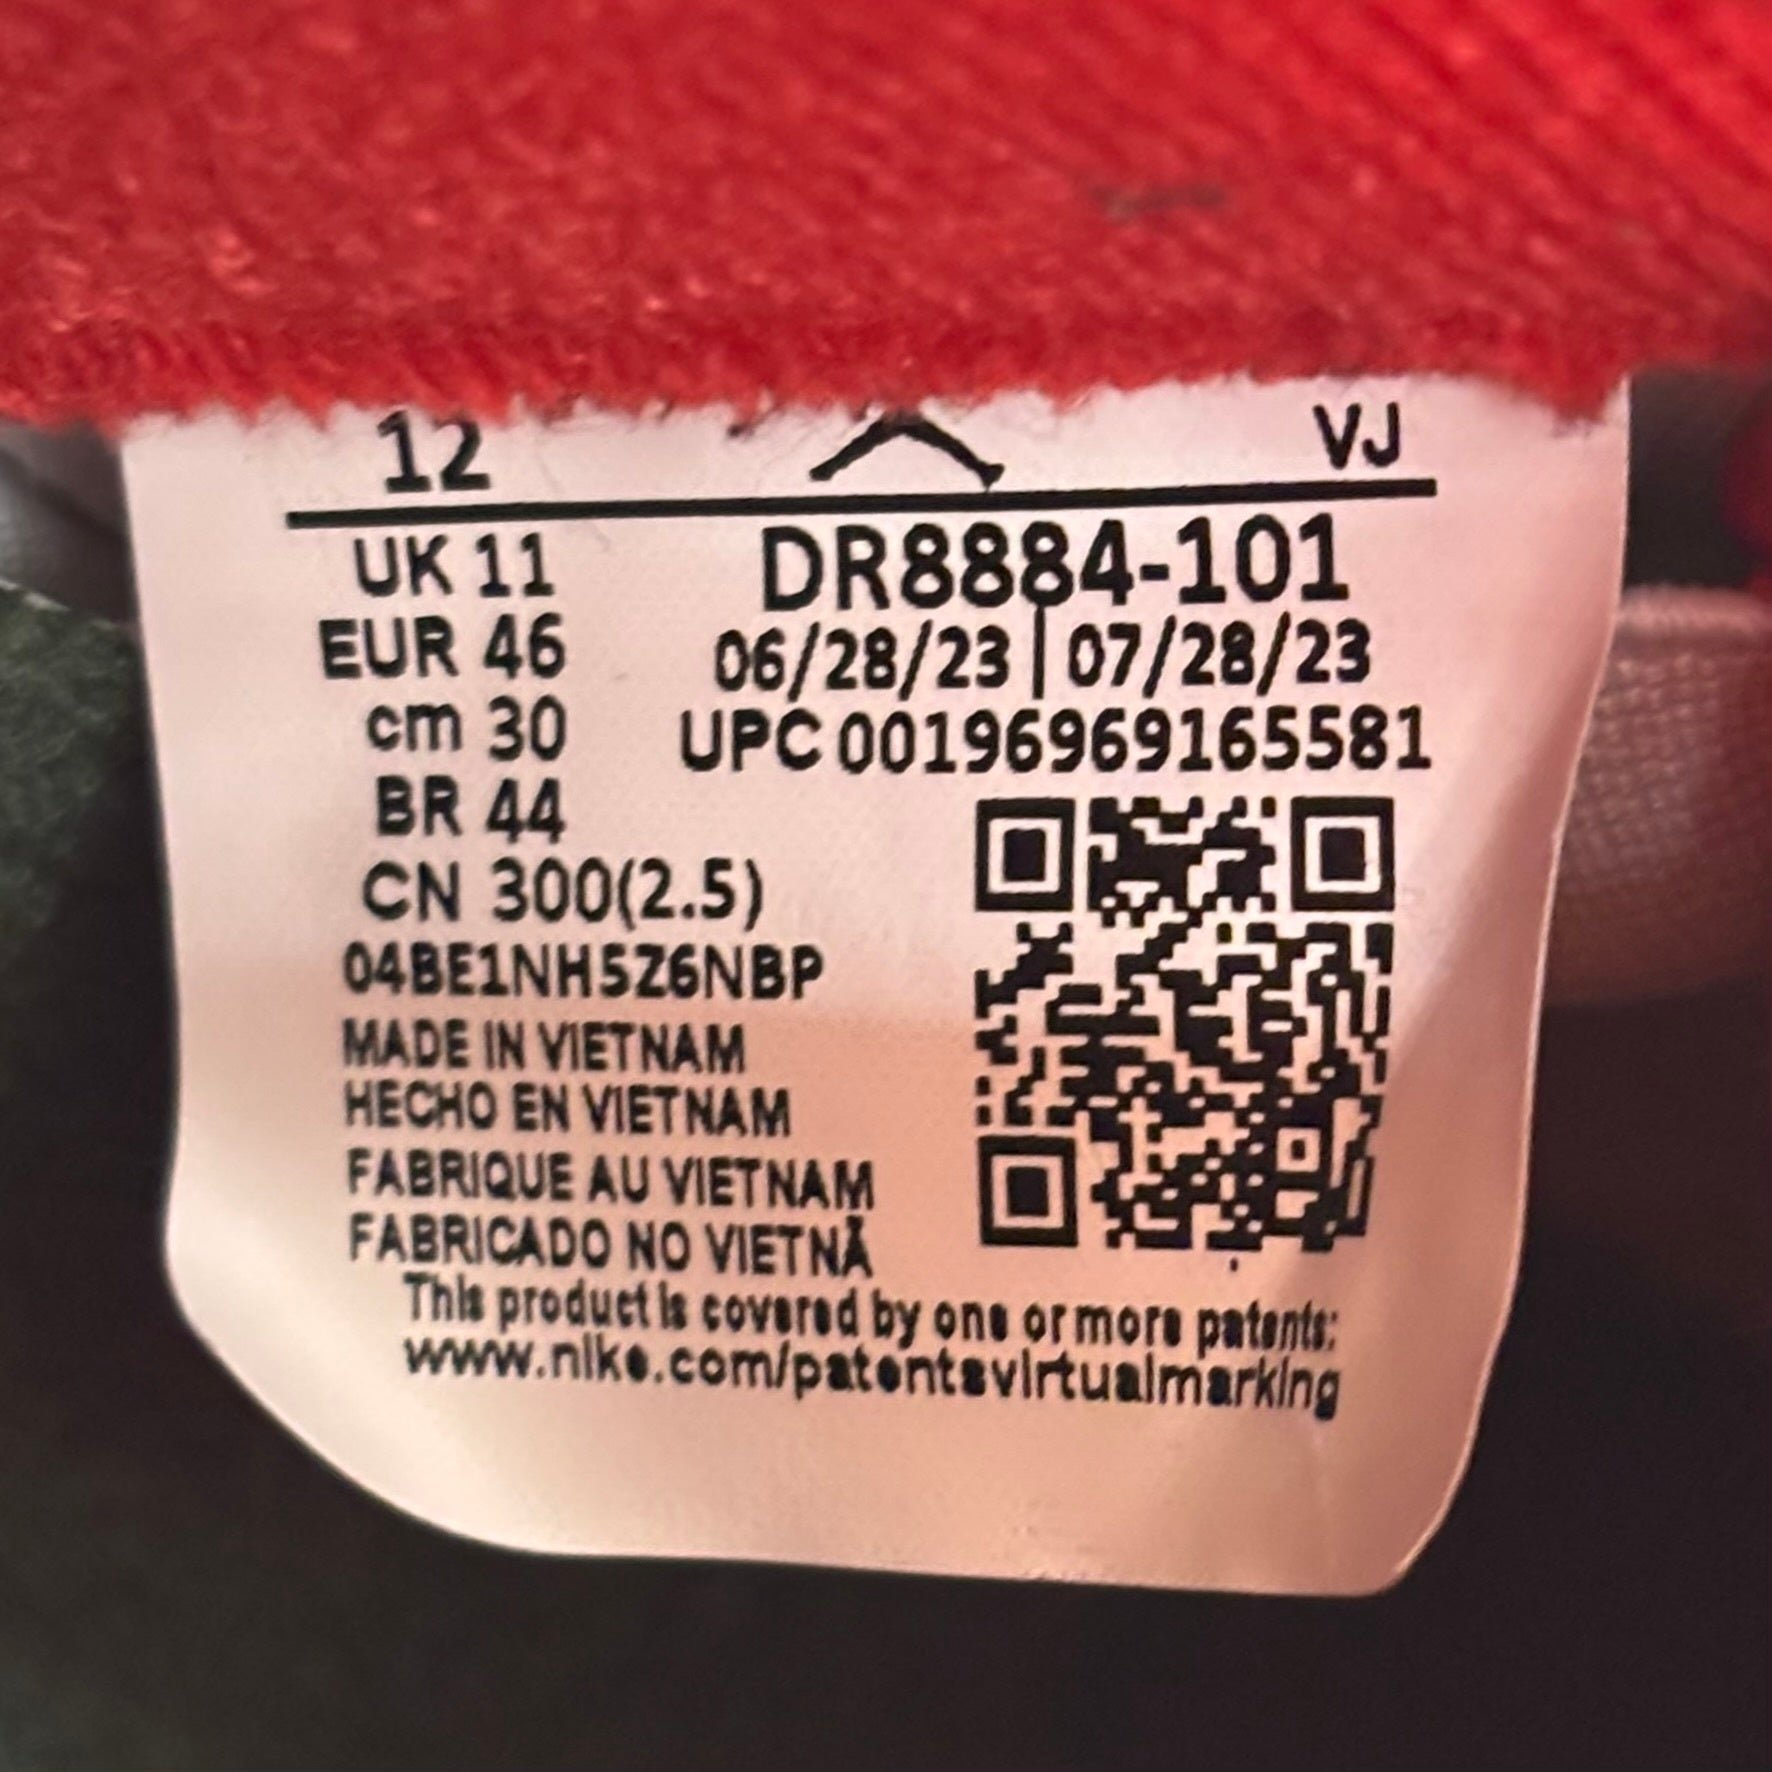 12 VJ
UK 11 DR8884-101
EUR 46 06/28/23 | 07/28/23
cm 30 UPC 00196969165581
BR 44
CN 300(2.5)
04BE1NH5Z6NBP
MADE IN VIETNAM
HECHO EN VIETNAM
FABRIQUE AU VIETNAM
FABRICADO NO VIETNÃ
This product is covered by one or more patents:
www.nike.com/patentsvirtualmarking